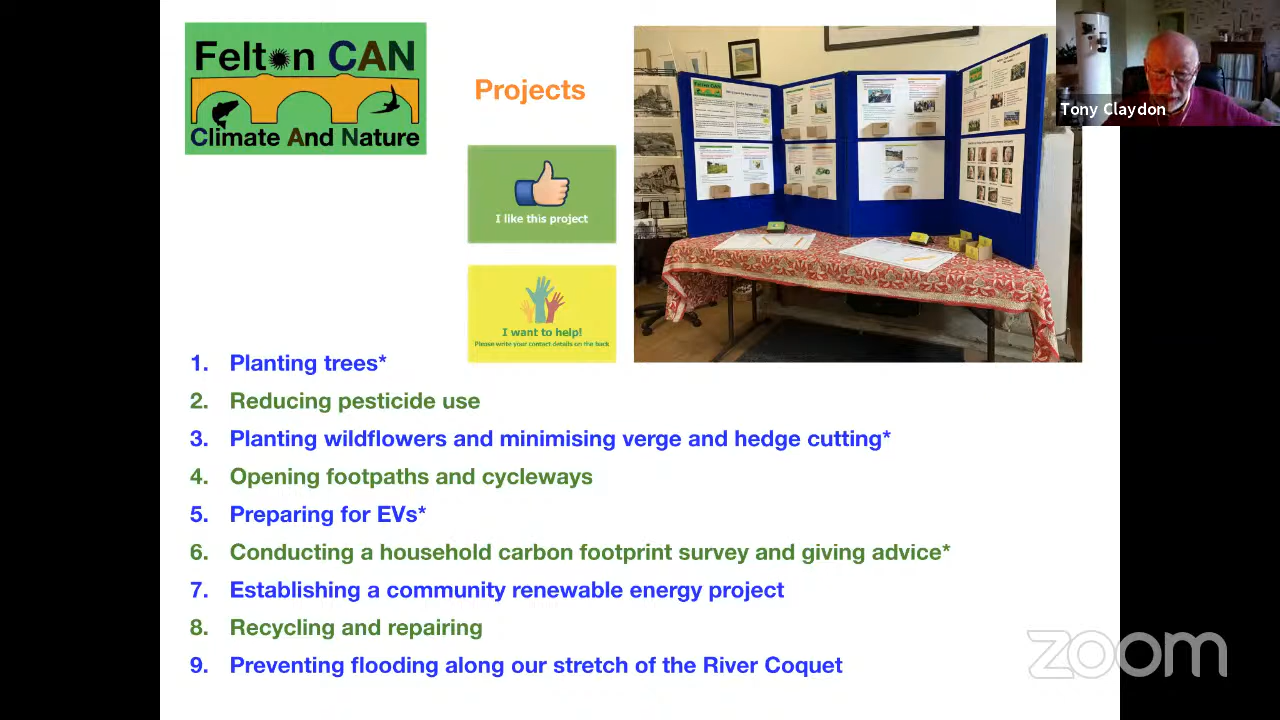 Felton CAN
Climate And Nature
Projects
Tony Claydon
I like this project
I want to help!
Please write your contact details on the back
1. Planting trees*
2. Reducing pesticide use
3. Planting wildflowers and minimising verge and hedge cutting*
4. Opening footpaths and cycleways
5. Preparing for EVs*
6. Conducting a household carbon footprint survey and giving advice*
7. Establishing a community renewable energy project
8. Recycling and repairing
9. Preventing flooding along our stretch of the River Coquet
zoom